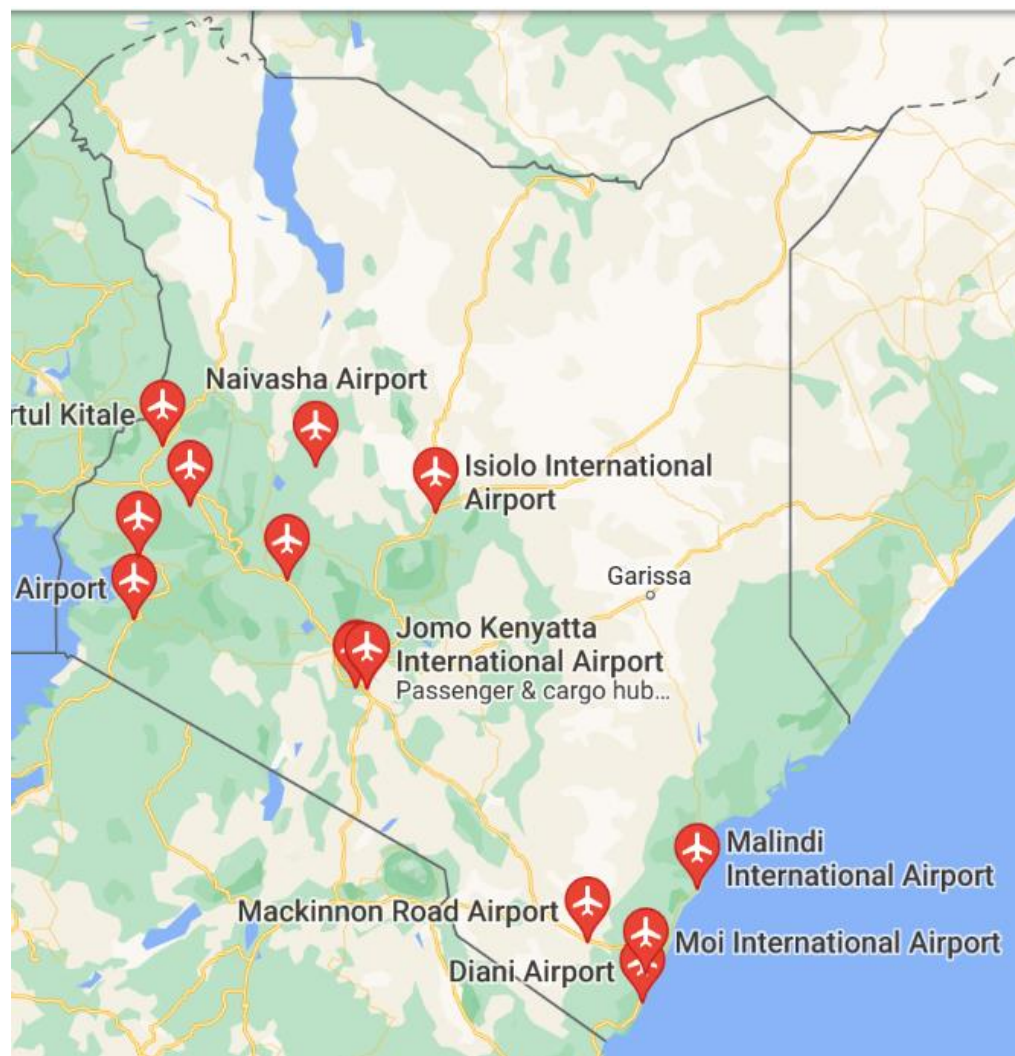 Naivasha Airport
rtul Kitale
Isiolo International
Airport
Garissa
Airport
Jomo Kenyatta
International Airport
Passenger & cargo hub...
Malindi
International Airport
Mackinnon Road Airport
Moi International Airport
Diani Airport